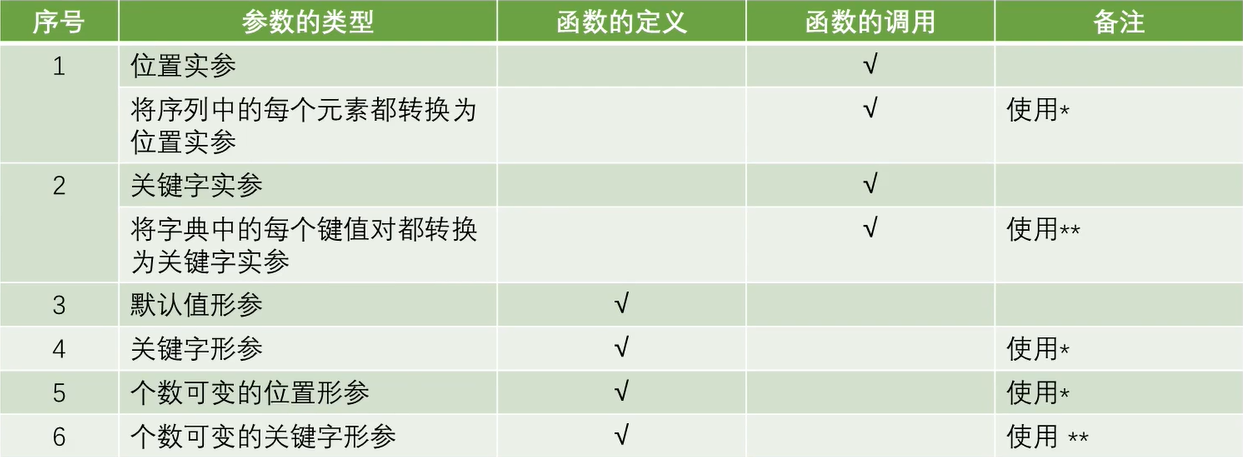 序号 参数的类型 函数的定义 函数的调用 备注
1 位置实参 √
将序列中的每个元素都转换为 √ 使用*
位置实参
2 关键字实参 √
将字典中的每个键值对都转换 √ 使用**
为关键字实参
3 默认值形参 √
4 关键字形参 √ 使用*
5 个数可变的位置形参 √ 使用*
6 个数可变的关键字形参 √ 使用 **